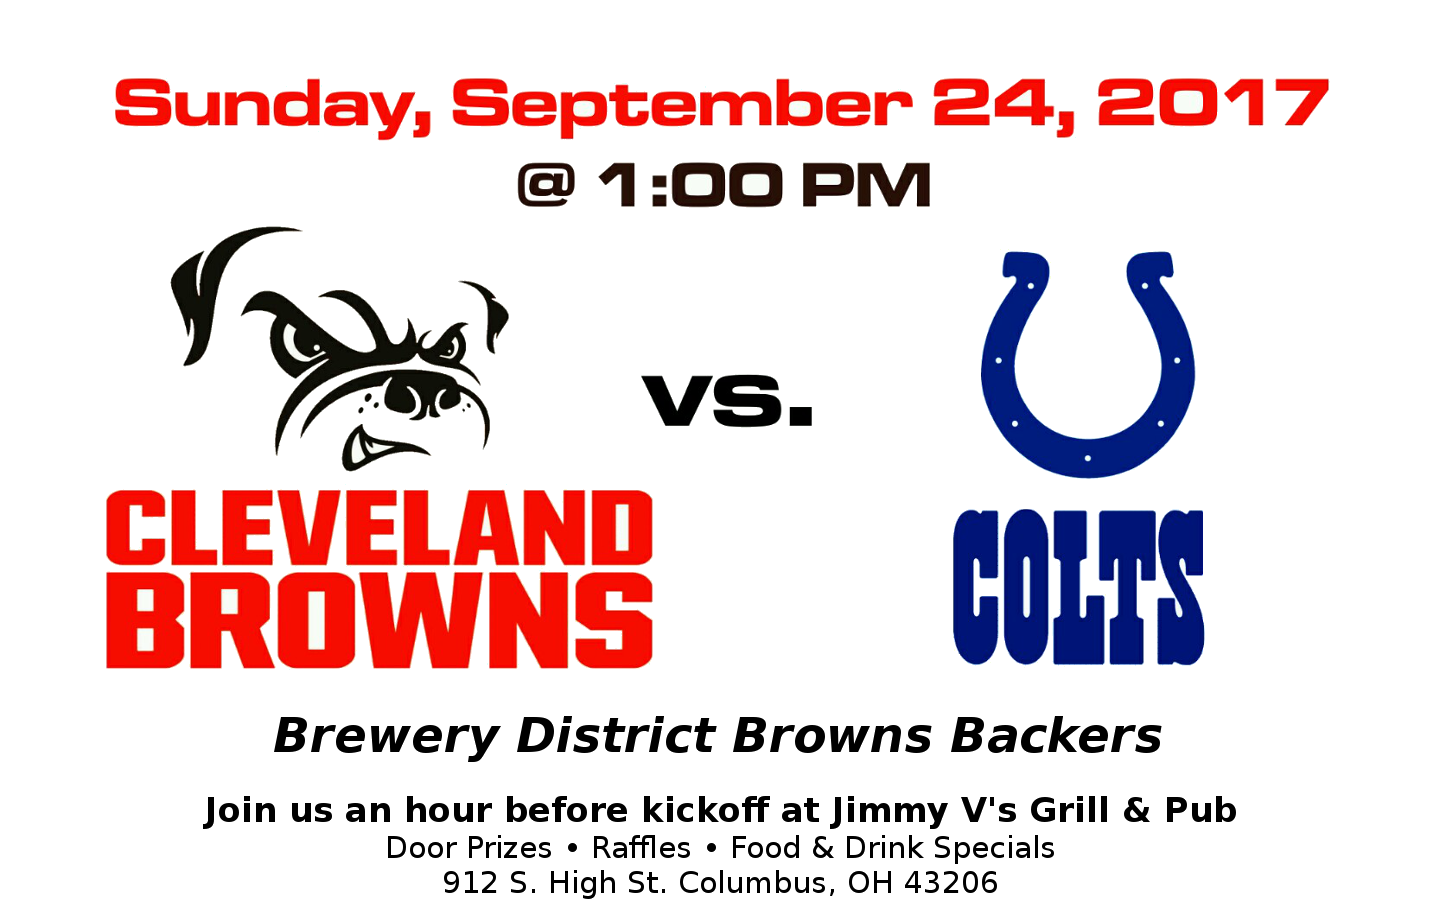 Sunday, September 24, 2017
@ 1:00 PM
vs.
CLEVELAND
BROWNS
COLTS
Brewery District Browns Backers
Join us an hour before kickoff at Jimmy V's Grill & Pub
Door Prizes • Raffles • Food & Drink Specials
912 S. High St. Columbus, OH 43206